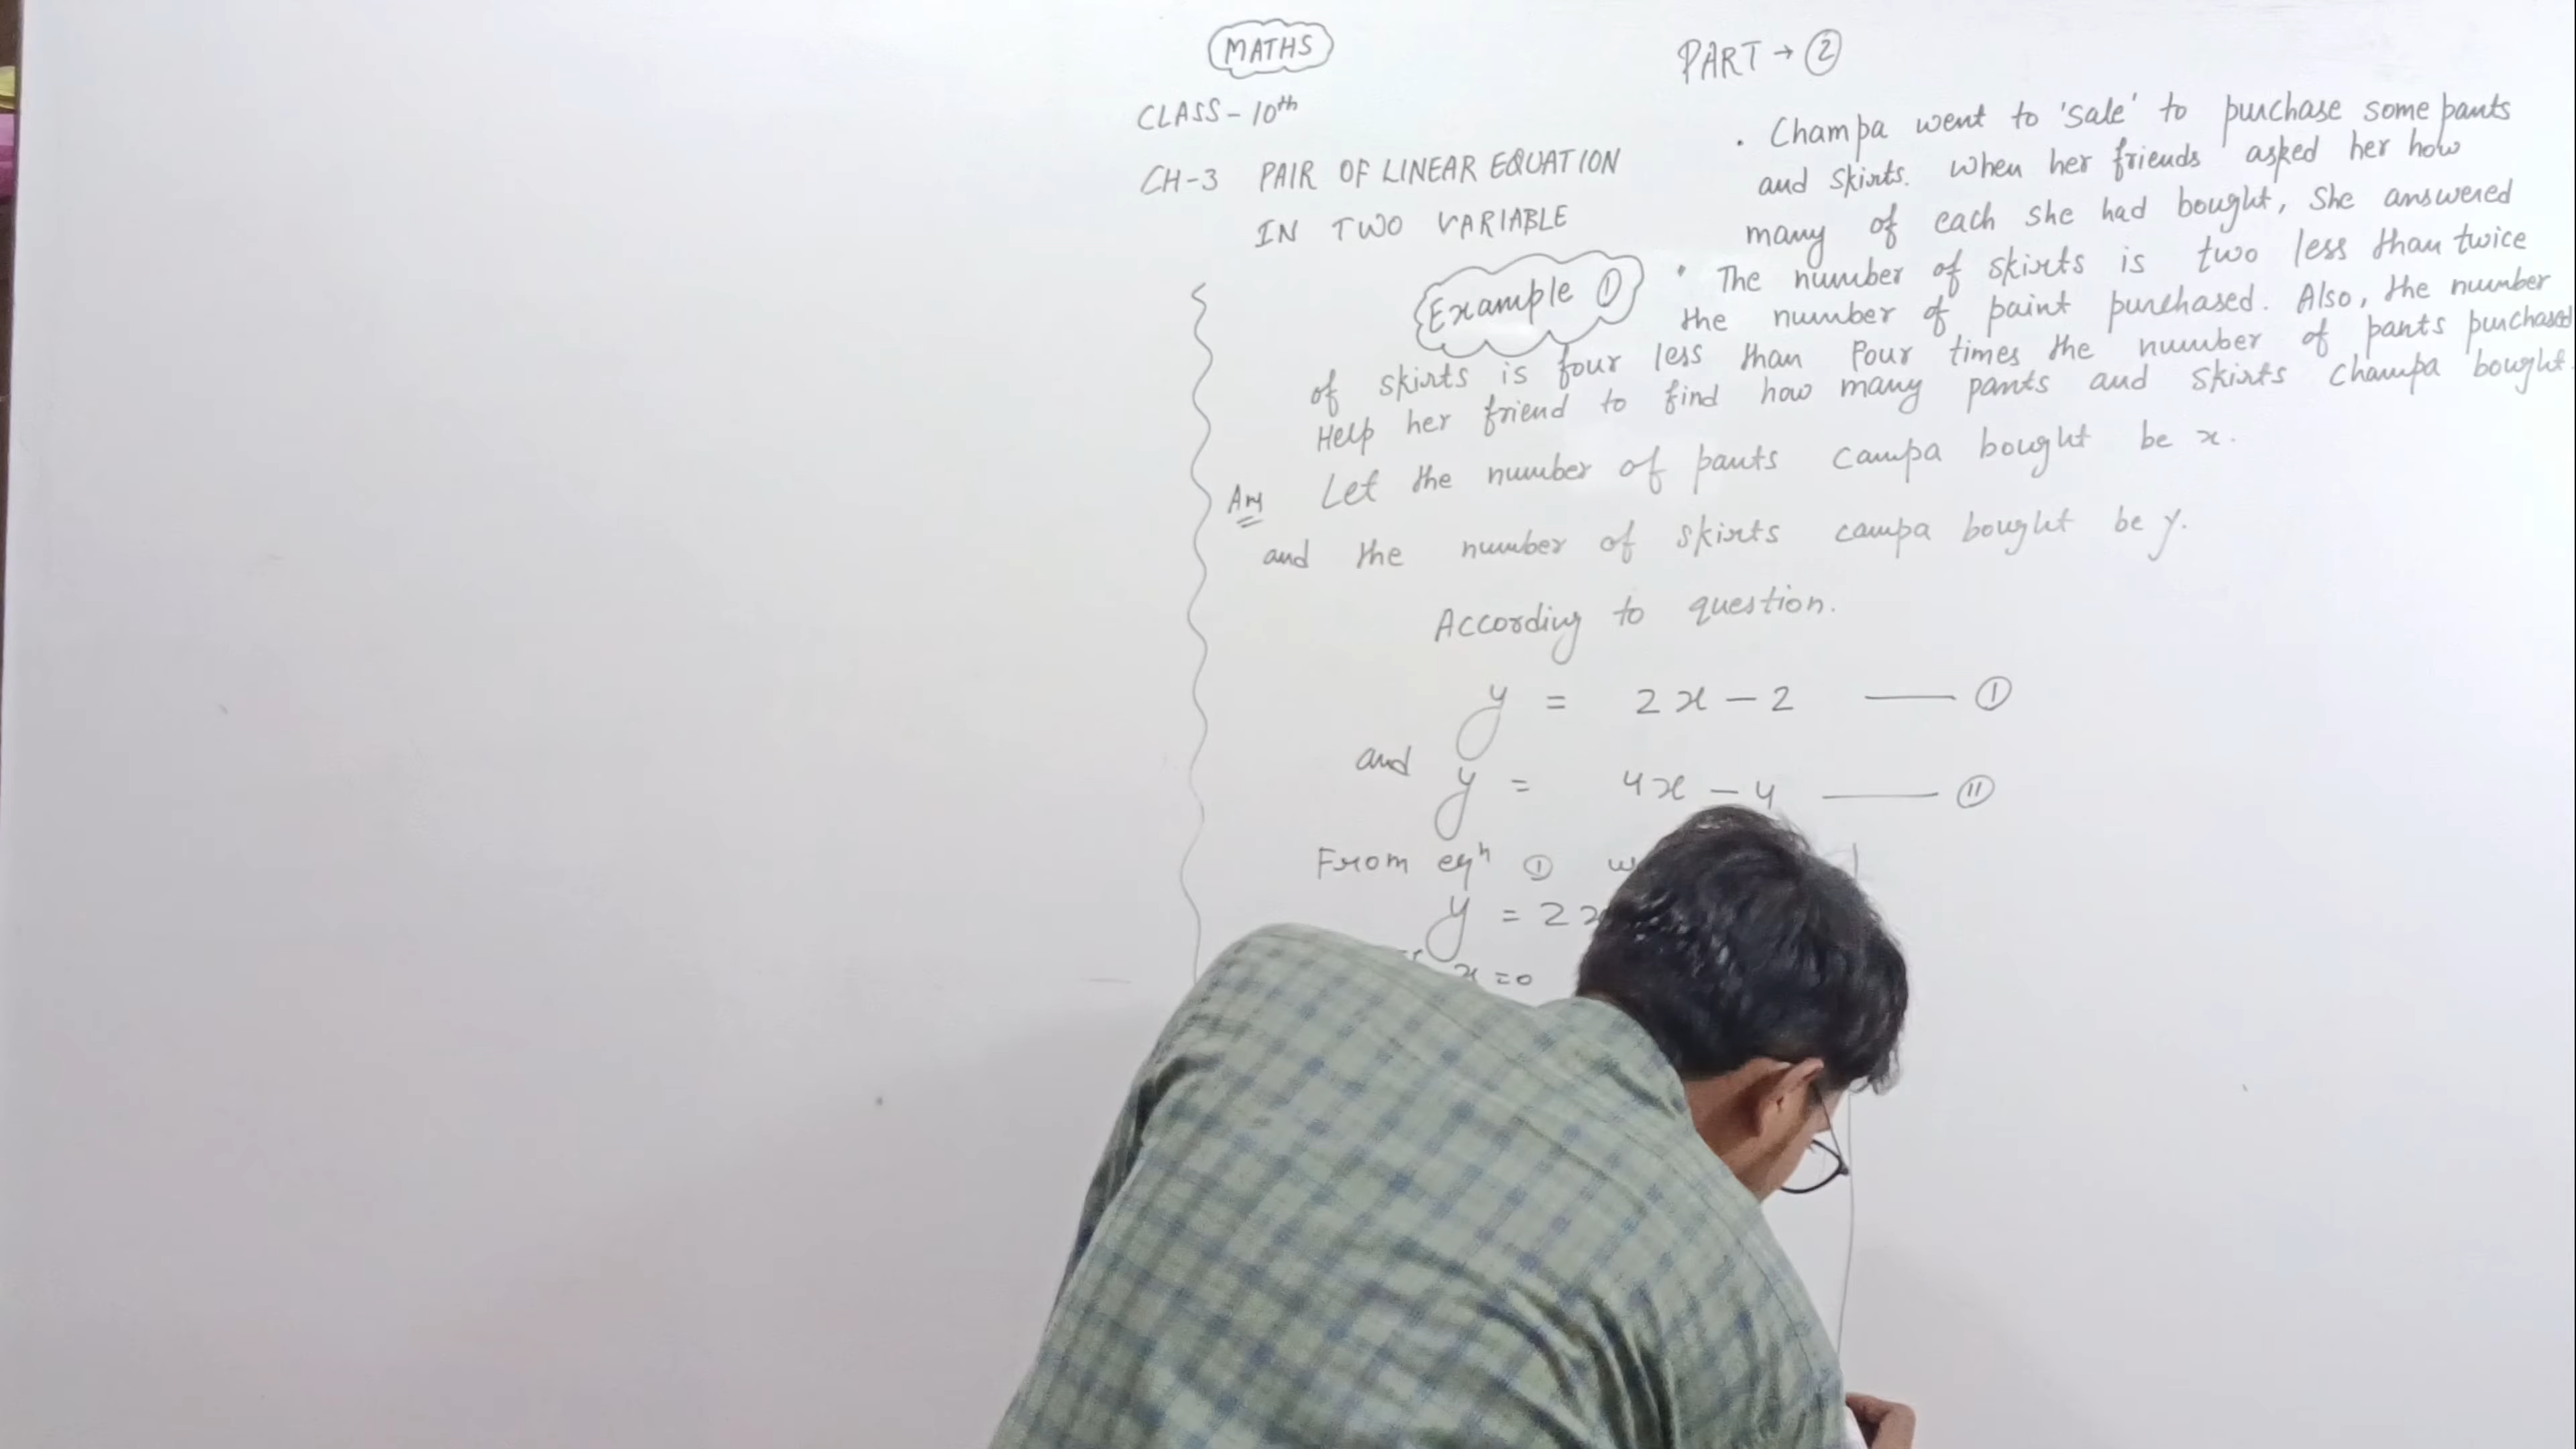 MATHS
PART → ②
CLASS - 10th
CH-3 PAIR OF LINEAR EQUATION
IN TWO VARIABLE
Example ①
• Champa went to 'sale' to purchase some pants
and skirts. When her friends asked her how
many of each she had bought, She answered
• The number of skirts is two less than twice
the number of paint purchased. Also, the number
of skirts is four less than Four times the number of pants purchased
Help her friend to find how many pants and skirts champa bought.
Ans Let the number of pants campa bought be x.
and the number of skirts campa bought be y.
According to question.
y = 2x - 2 —— ①
and y = 4x - 4 —— ⑪
From eqn ①
y = 2x
x = 0